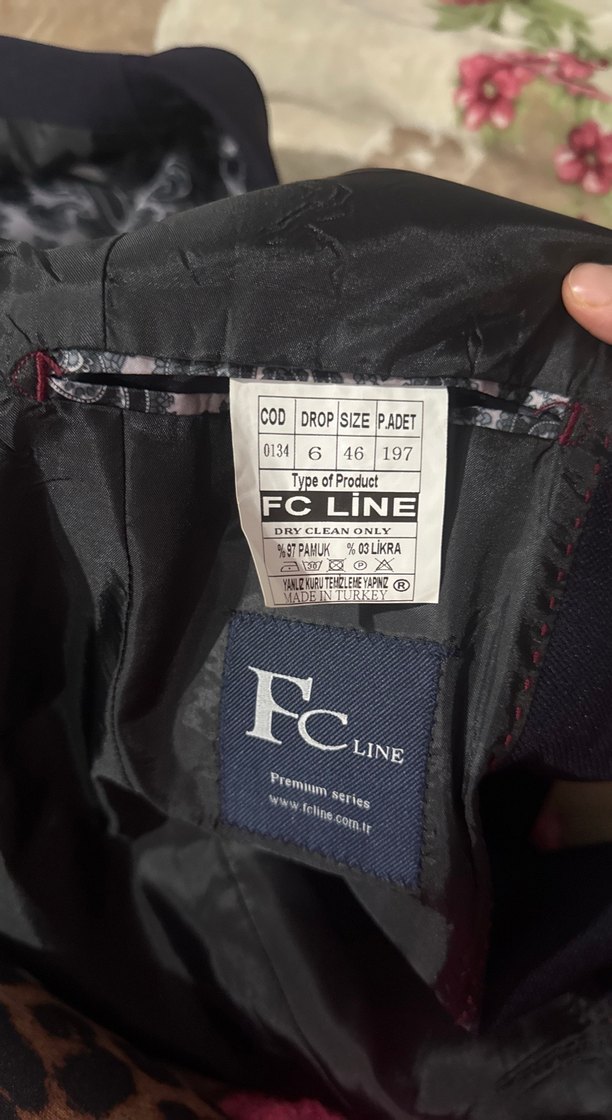 COD DROP SIZE P.ADET
0134 6 46 197
Type of Product
FC LİNE
DRY CLEAN ONLY
%97 PAMUK %03 LİKRA
30 P
YANLIZ KURU TEMİZLEME YAPINIZ ®
MADE IN TURKEY
FC LINE
Premium series
www.fcline.com.tr